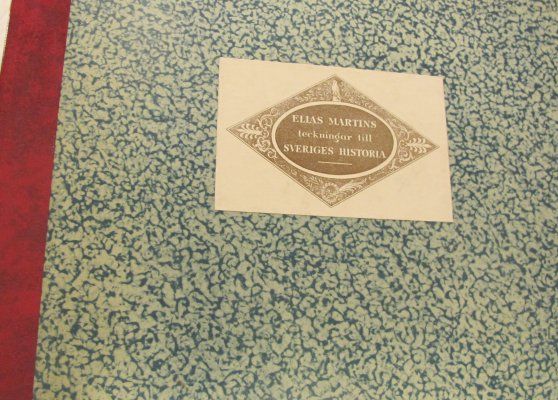 ELIAS MARTINS
teckningar till
SVERIGES HISTORIA